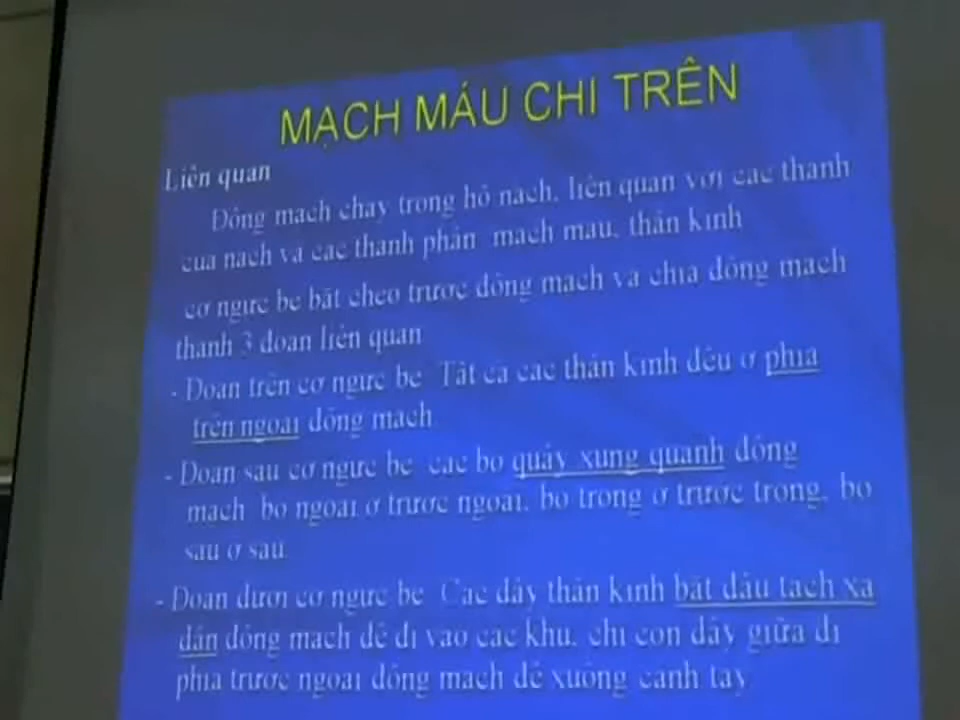 MẠCH MÁU CHI TRÊN
Liên quan
Động mạch chạy trong hố nách, liên quan với các thành
của nách và các thành phần mạch máu, thần kinh
cơ ngực bé bắt chéo trước động mạch và chia động mạch
thành 3 đoạn liên quan
- Đoạn trên cơ ngực bé Tất cả các thần kinh đều ở phía
trên ngoài động mạch
- Đoạn sau cơ ngực bé các bó quây xung quanh động
mạch bó ngoài ở trước ngoài, bó trong ở trước trong, bó
sau ở sau
- Đoạn dưới cơ ngực bé Các dây thần kinh bắt đầu tách xa
dần động mạch để đi vào các khu, chỉ còn dây giữa đi
phía trước ngoài động mạch để xuống cánh tay